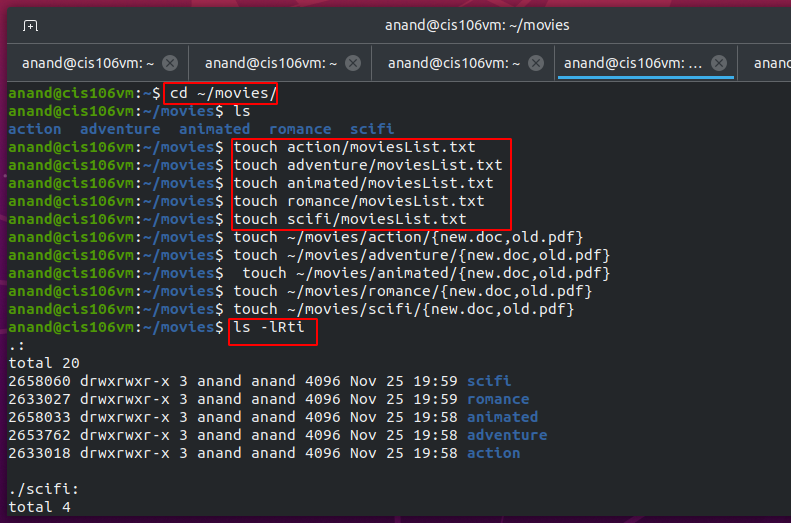 anand@cis106vm: ~/movies
anand@cis106vm: ~ anand@cis106vm: ~ anand@cis106vm: ~ anand@cis106vm: ... anand
anand@cis106vm:~$ cd ~/movies/
anand@cis106vm:~/movies$ ls
action  adventure  animated  romance  scifi
anand@cis106vm:~/movies$ touch action/moviesList.txt
anand@cis106vm:~/movies$ touch adventure/moviesList.txt
anand@cis106vm:~/movies$ touch animated/moviesList.txt
anand@cis106vm:~/movies$ touch romance/moviesList.txt
anand@cis106vm:~/movies$ touch scifi/moviesList.txt
anand@cis106vm:~/movies$ touch ~/movies/action/{new.doc,old.pdf}
anand@cis106vm:~/movies$ touch ~/movies/adventure/{new.doc,old.pdf}
anand@cis106vm:~/movies$  touch ~/movies/animated/{new.doc,old.pdf}
anand@cis106vm:~/movies$ touch ~/movies/romance/{new.doc,old.pdf}
anand@cis106vm:~/movies$ touch ~/movies/scifi/{new.doc,old.pdf}
anand@cis106vm:~/movies$ ls -lRti
.:
total 20
2658060 drwxrwxr-x 3 anand anand 4096 Nov 25 19:59 scifi
2633027 drwxrwxr-x 3 anand anand 4096 Nov 25 19:59 romance
2658033 drwxrwxr-x 3 anand anand 4096 Nov 25 19:58 animated
2653762 drwxrwxr-x 3 anand anand 4096 Nov 25 19:58 adventure
2633018 drwxrwxr-x 3 anand anand 4096 Nov 25 19:58 action
./scifi:
total 4